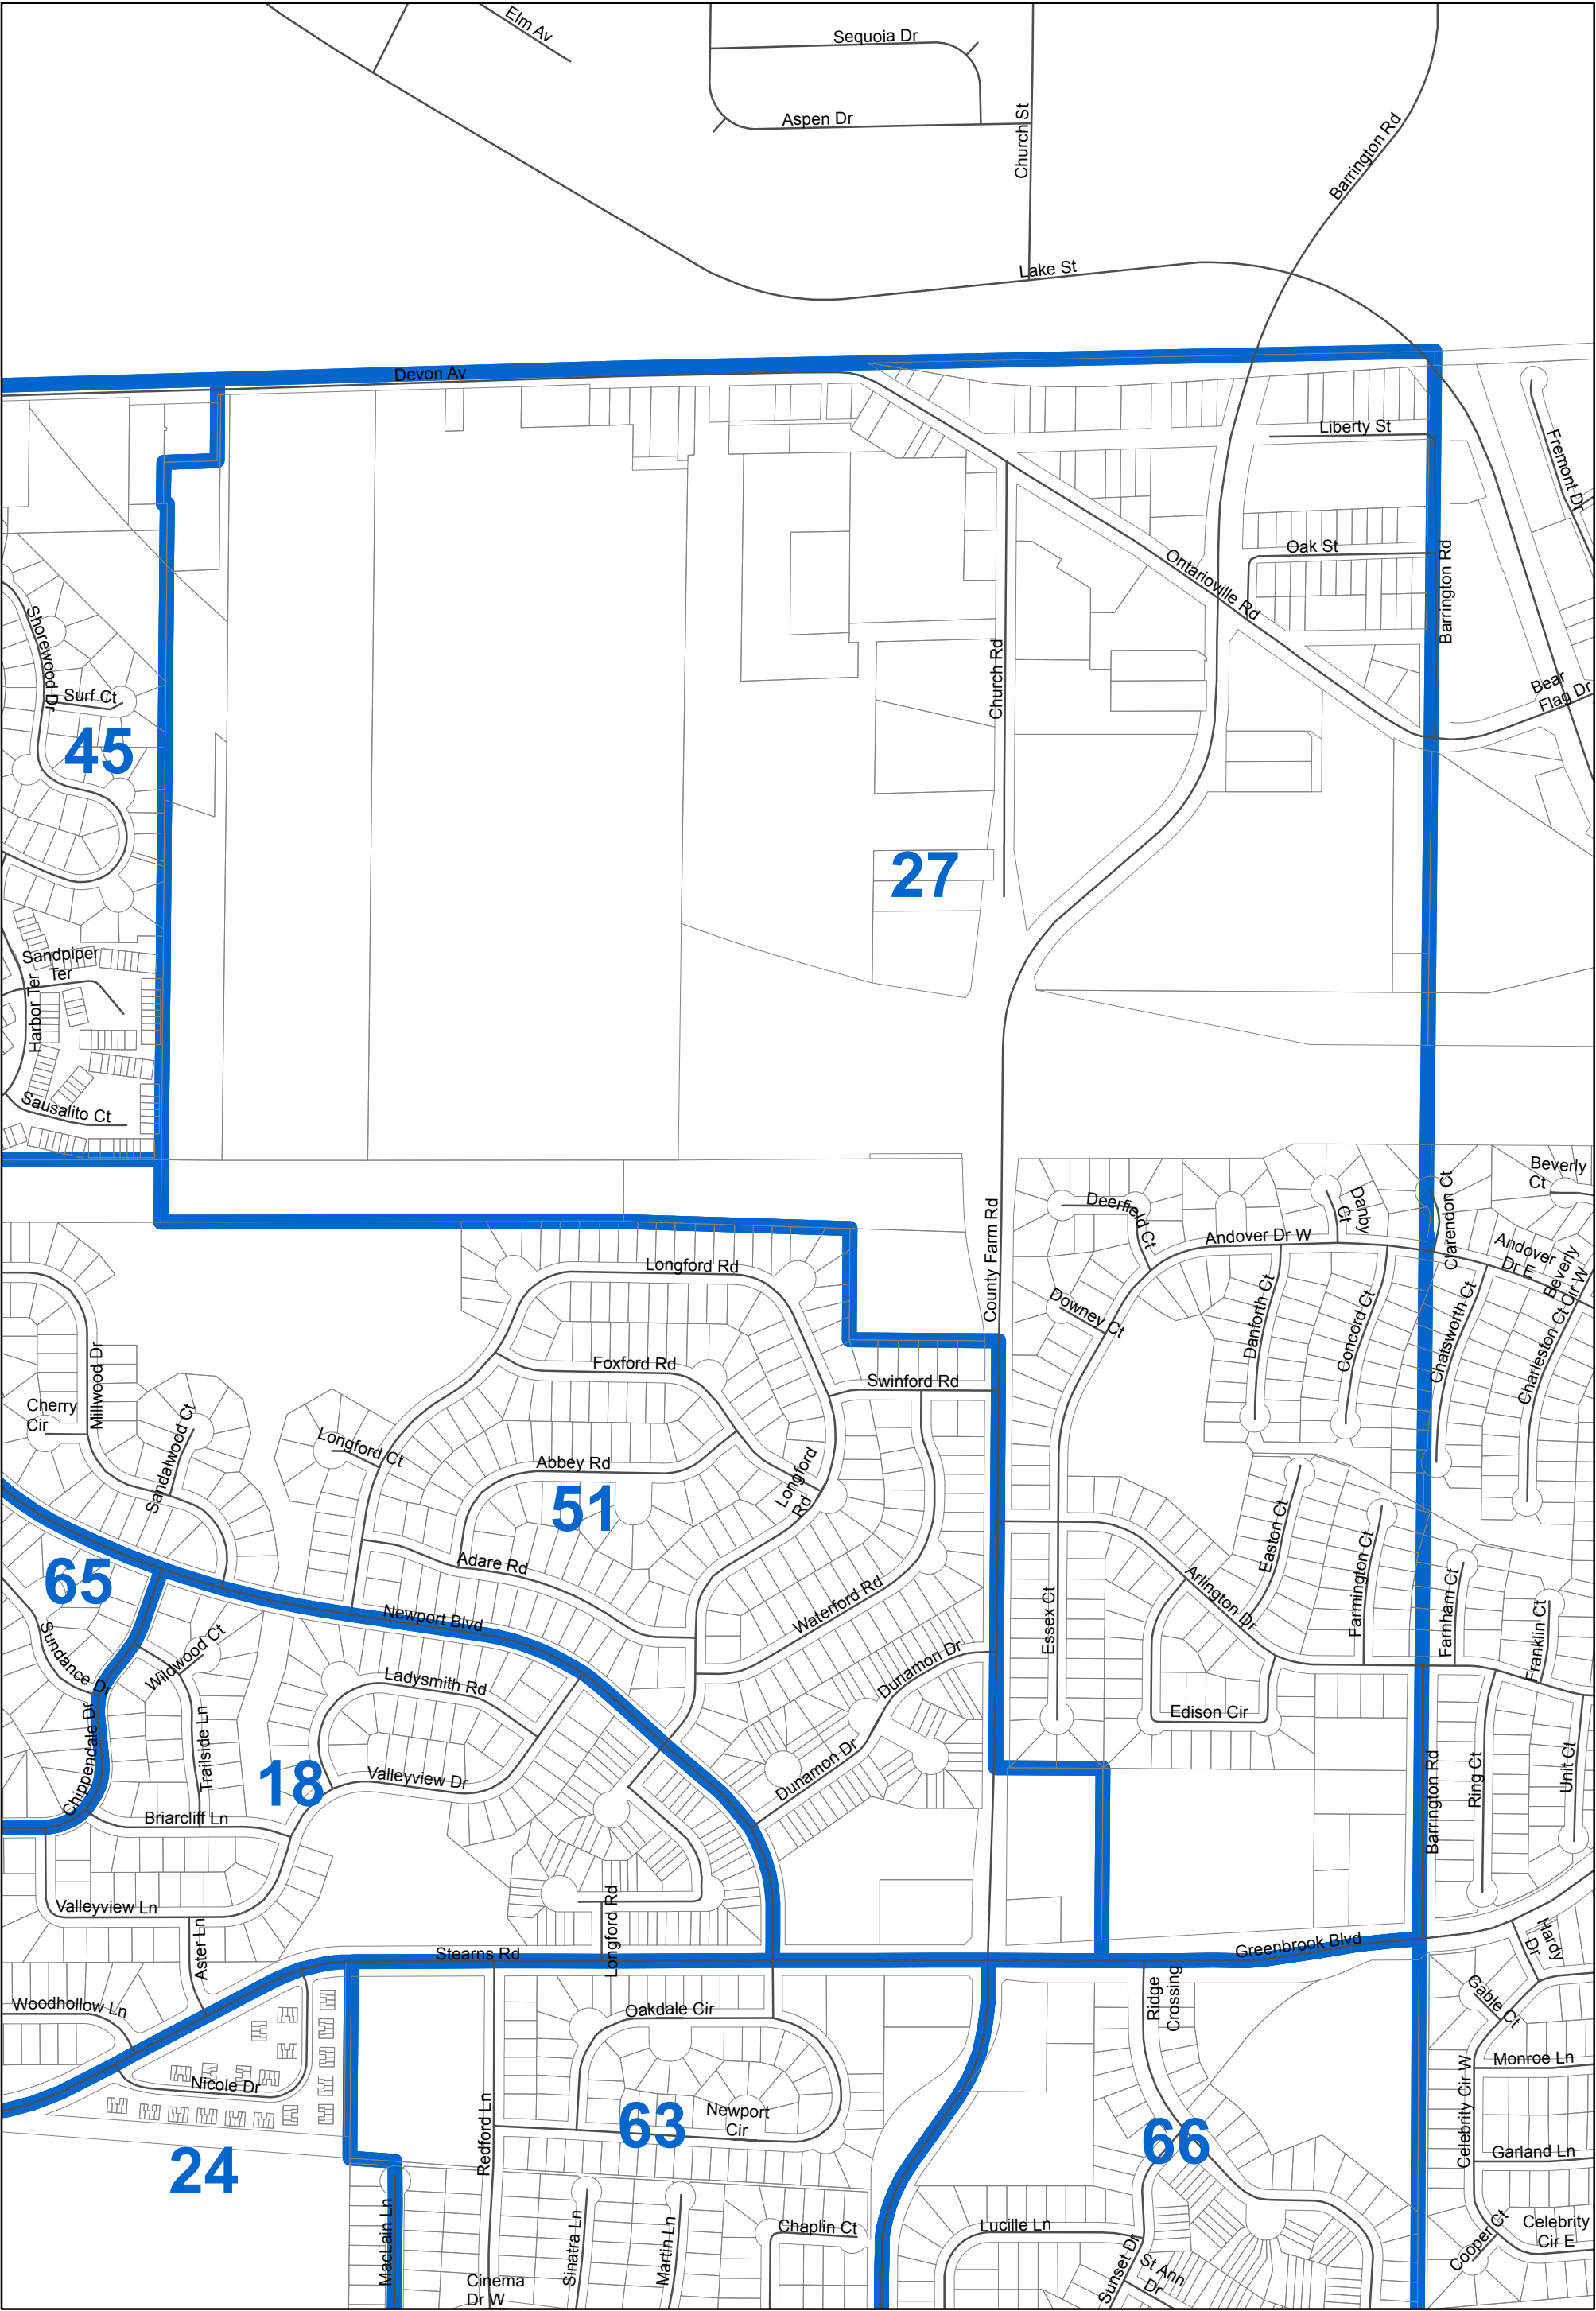 Elm Av
Sequoia Dr
Aspen Dr
Church St
Barrington Rd
Lake St
Devon Av
Liberty St
Fremont Dr
Oak St
Ontarioville Rd
Barrington Rd
Shorewood Dr
Surf Ct
Church Rd
Bear
Flag Dr
45
27
Sandpiper
Ter
Harbor Ter
Sausalito Ct
Deerfield Ct
Danby
Ct
Clarendon Ct
Beverly
Ct
County Farm Rd
Andover Dr W
Andover
Dr E
Beverly
Cir W
Longford Rd
Downey Ct
Danforth Ct
Concord Ct
Chatsworth Ct
Charleston Ct
Foxford Rd
Swinford Rd
Millwood Dr
Cherry
Cir
Sandalwood Ct
Longford Ct
Abbey Rd
Longford
Rd
51
Easton Ct
Farmington Ct
Farnham Ct
Franklin Ct
65
Adare Rd
Waterford Rd
Arlington Dr
Essex Ct
Newport Blvd
Sundance Dr
Wildwood Ct
Ladysmith Rd
Dunamon Dr
Edison Cir
Chippendale Dr
Trailside Ln
18
Valleyview Dr
Dunamon Dr
Barrington Rd
Ring Ct
Unit Ct
Briarcliff Ln
Valleyview Ln
Aster Ln
Longford Rd
Stearns Rd
Greenbrook Blvd
Hardy
Dr
Woodhollow Ln
Oakdale Cir
Ridge
Crossing
Gable Ct
Monroe Ln
Nicole Dr
Redford Ln
63
Newport
Cir
66
Celebrity Cir W
Garland Ln
24
MacLain Ln
Sinatra Ln
Martin Ln
Chaplin Ct
Lucille Ln
Sunset Dr
St Ann
Dr
Cooper Ct
Celebrity
Cir E
Cinema
Dr W